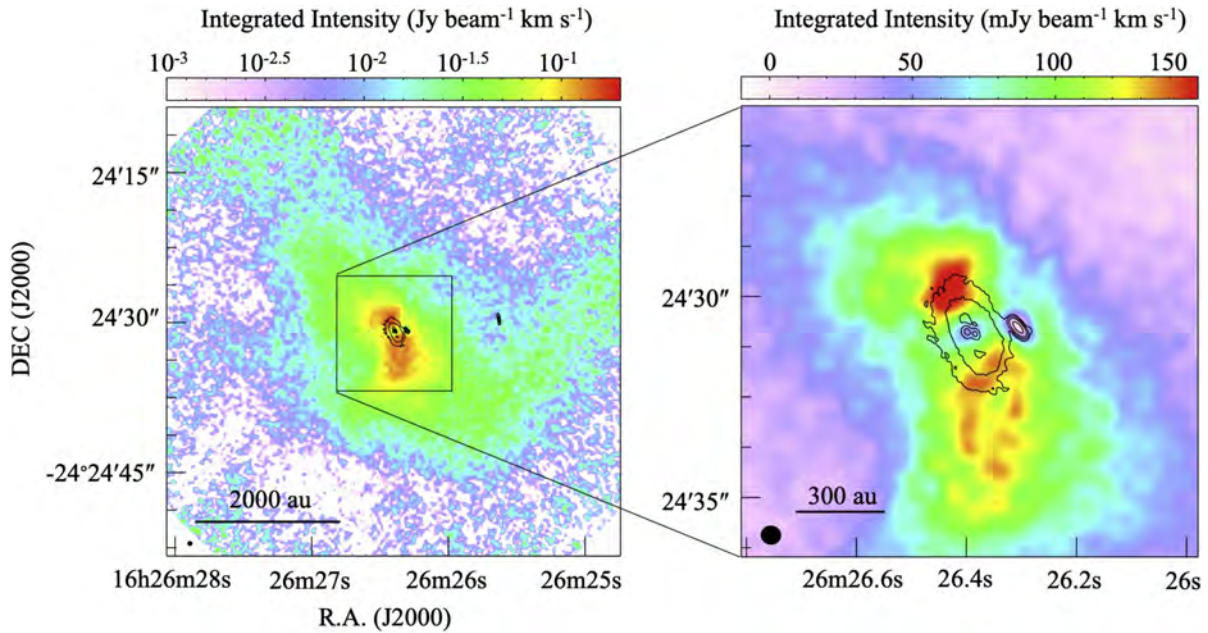 Integrated Intensity (Jy beam⁻¹ km s⁻¹)
10⁻³ 10⁻²·⁵ 10⁻² 10⁻¹·⁵ 10⁻¹
Integrated Intensity (mJy beam⁻¹ km s⁻¹)
0 50 100 150
DEC (J2000)
24′15″
24′30″
-24°24′45″
2000 au
16h26m28s 26m27s 26m26s 26m25s
R.A. (J2000)
24′30″
24′35″
300 au
26m26.6s 26.4s 26.2s 26s